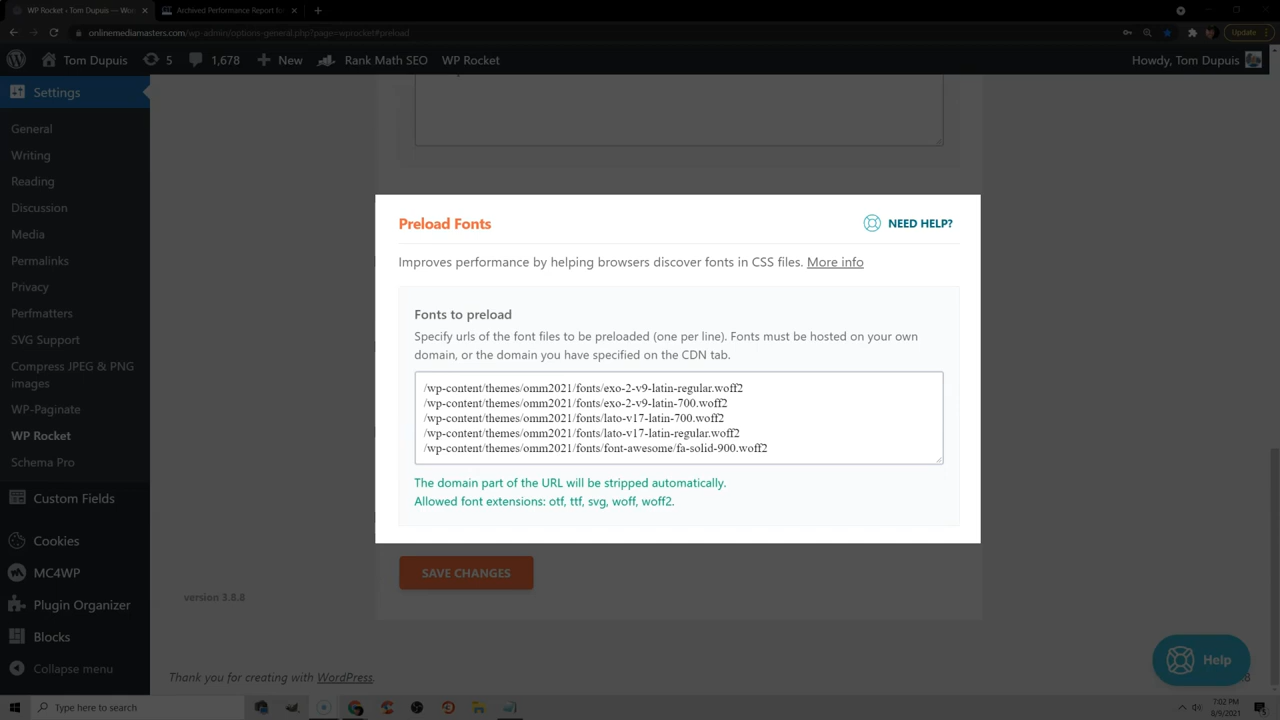 WP Rocket ‹ Tom Dupuis — Wor
Archived Performance Report for
onlinemediamasters.com/wp-admin/options-general.php?page=wprocket#preload
Update
Tom Dupuis
5
1,678
New
Rank Math SEO
WP Rocket
Howdy, Tom Dupuis
Settings
General
Writing
Reading
Discussion
Media
Permalinks
Privacy
Perfmatters
SVG Support
Compress JPEG & PNG
images
WP-Paginate
WP Rocket
Schema Pro
Custom Fields
Cookies
MC4WP
Plugin Organizer
Blocks
Collapse menu
Preload Fonts
NEED HELP?
Improves performance by helping browsers discover fonts in CSS files. More info
Fonts to preload
Specify urls of the font files to be preloaded (one per line). Fonts must be hosted on your own
domain, or the domain you have specified on the CDN tab.
/wp-content/themes/omm2021/fonts/exo-2-v9-latin-regular.woff2
/wp-content/themes/omm2021/fonts/exo-2-v9-latin-700.woff2
/wp-content/themes/omm2021/fonts/lato-v17-latin-700.woff2
/wp-content/themes/omm2021/fonts/lato-v17-latin-regular.woff2
/wp-content/themes/omm2021/fonts/font-awesome/fa-solid-900.woff2
The domain part of the URL will be stripped automatically.
Allowed font extensions: otf, ttf, svg, woff, woff2.
SAVE CHANGES
version 3.8.8
Thank you for creating with WordPress.
Help
Type here to search
7:02 PM
8/9/2021